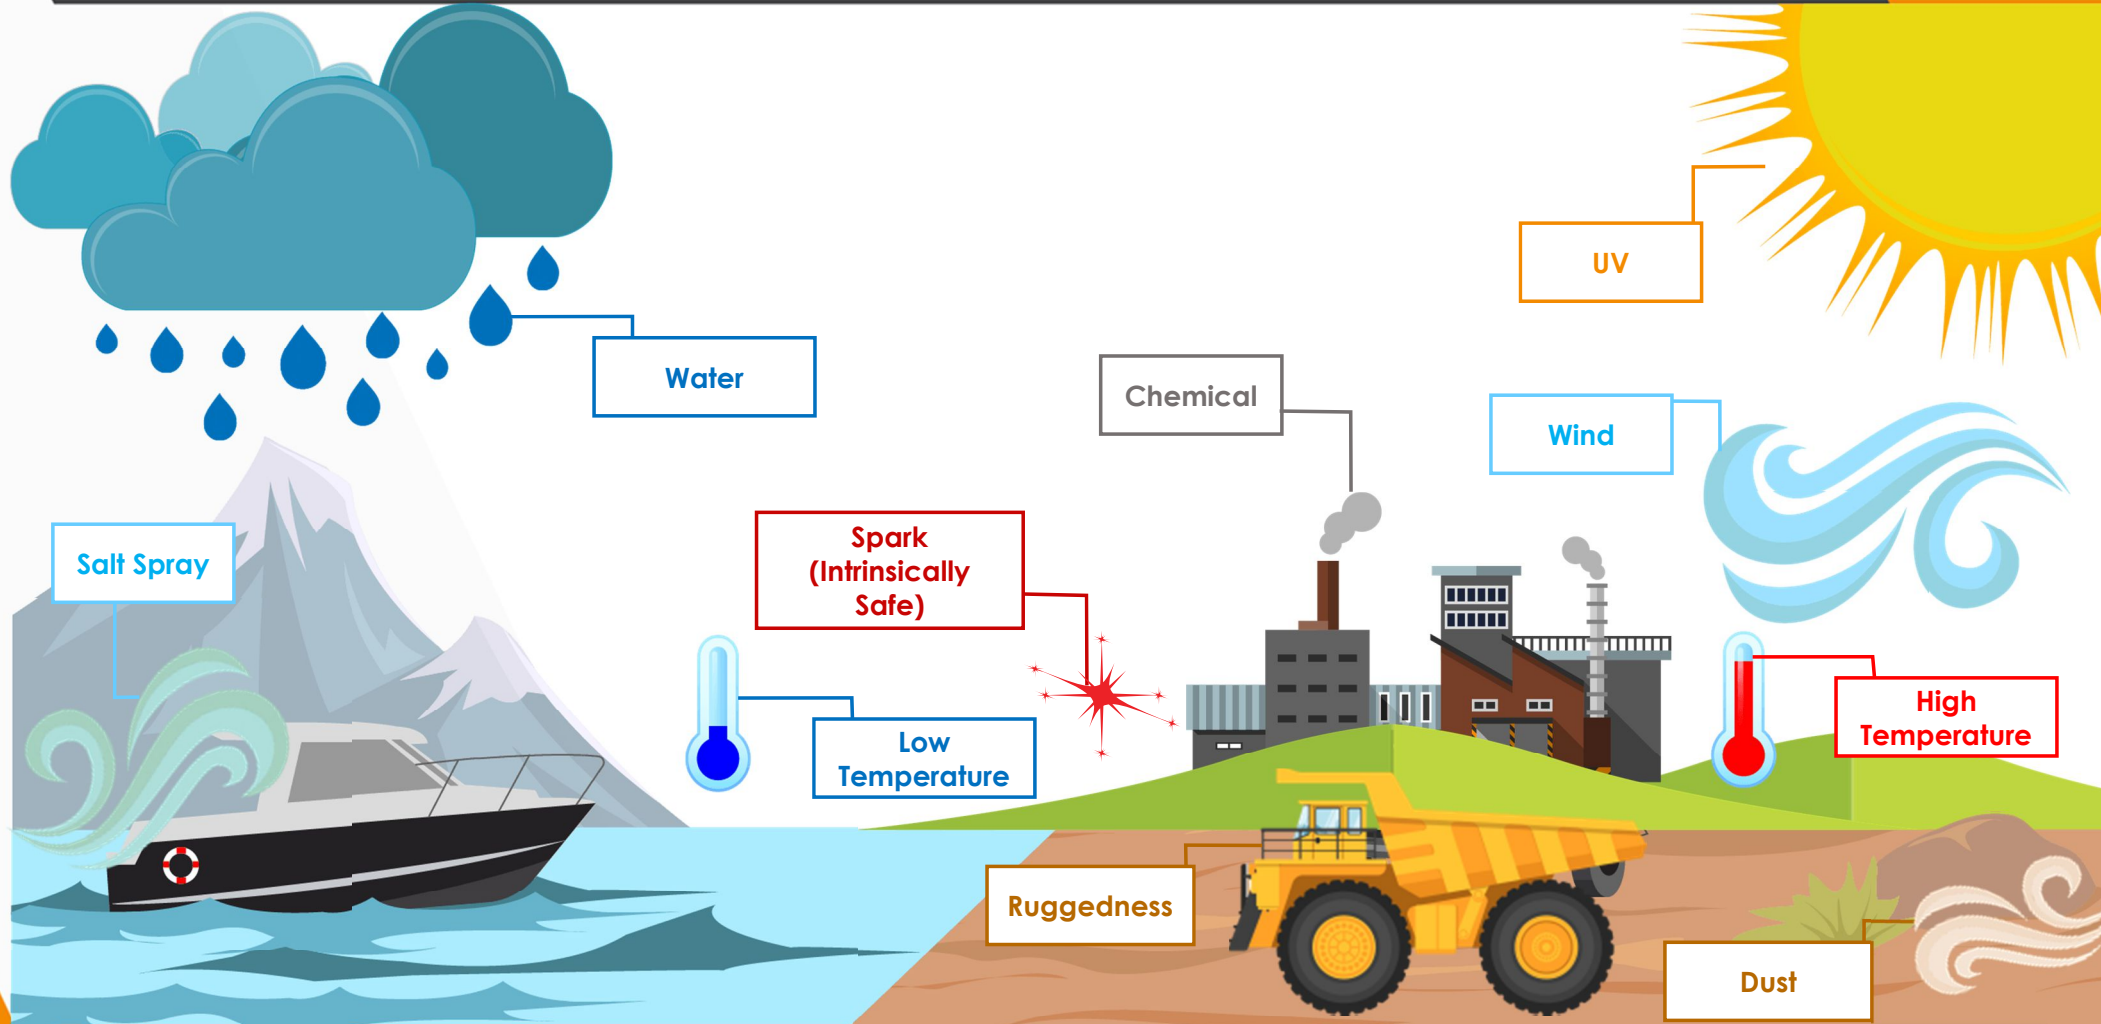 UV
Water
Chemical
Wind
Spark
(Intrinsically
Safe)
Salt Spray
High
Temperature
Low
Temperature
Ruggedness
Dust